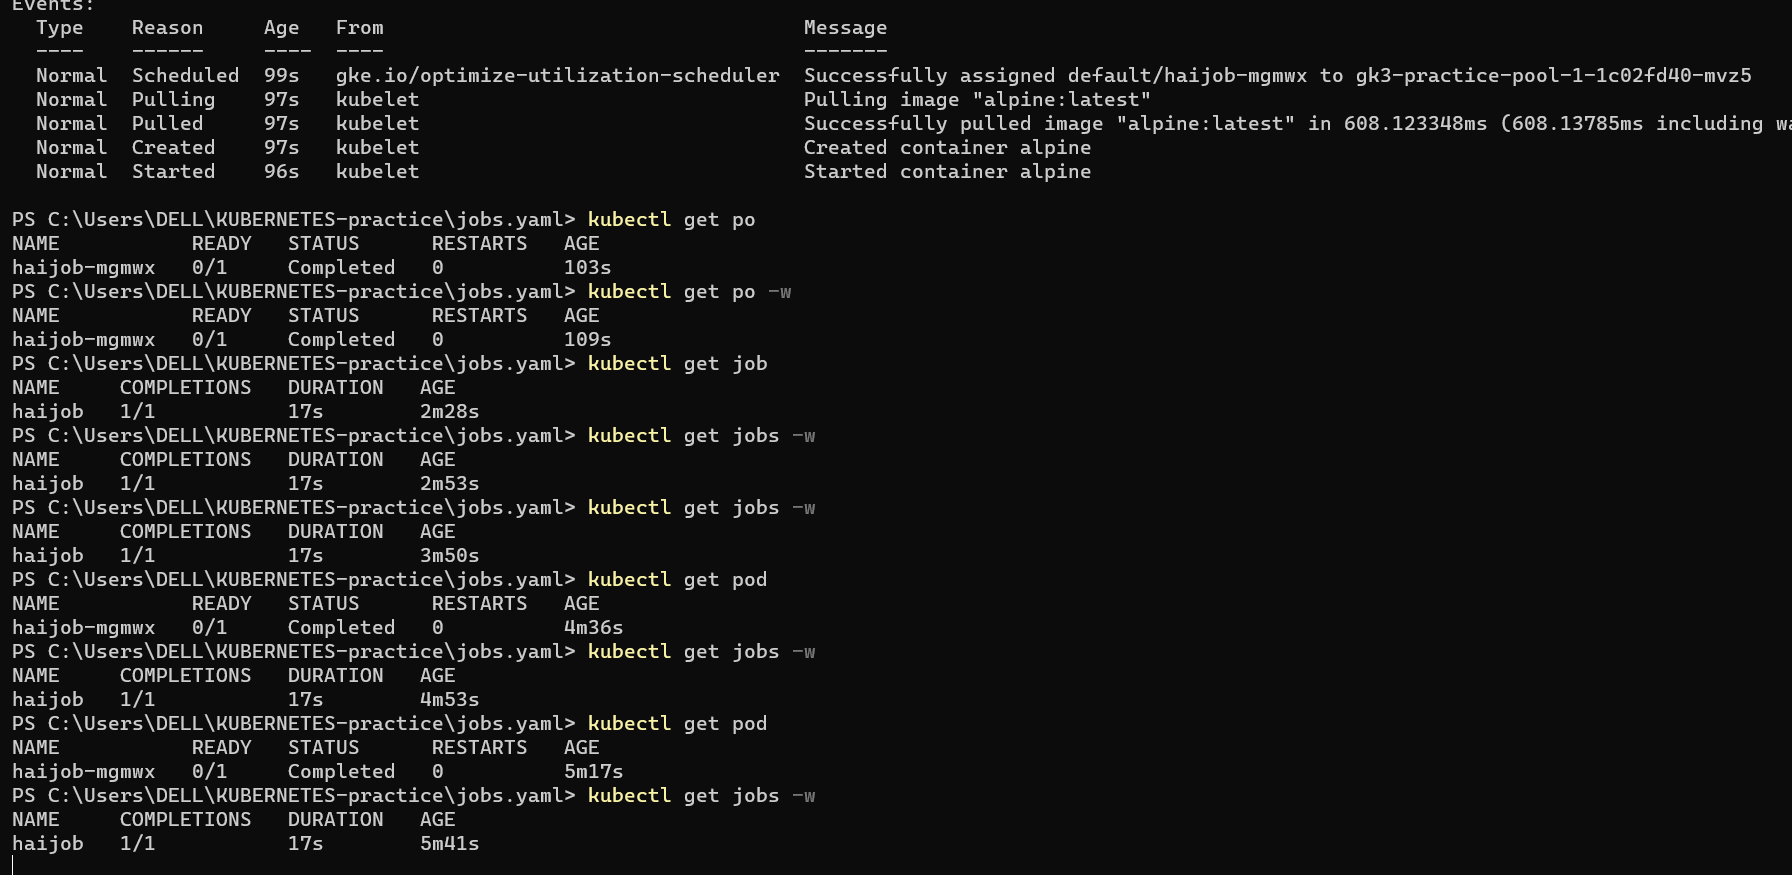 Events:
  Type    Reason     Age   From                                   Message
  ----    ------     ----  ----                                   -------
  Normal  Scheduled  99s   gke.io/optimize-utilization-scheduler  Successfully assigned default/haijob-mgmwx to gk3-practice-pool-1-1c02fd40-mvz5
  Normal  Pulling    97s   kubelet                                Pulling image "alpine:latest"
  Normal  Pulled     97s   kubelet                                Successfully pulled image "alpine:latest" in 608.123348ms (608.13785ms including
  Normal  Created    97s   kubelet                                Created container alpine
  Normal  Started    96s   kubelet                                Started container alpine
PS C:\Users\DELL\KUBERNETES-practice\jobs.yaml> kubectl get po
NAME           READY   STATUS      RESTARTS   AGE
haijob-mgmwx   0/1     Completed   0          103s
PS C:\Users\DELL\KUBERNETES-practice\jobs.yaml> kubectl get po -w
NAME           READY   STATUS      RESTARTS   AGE
haijob-mgmwx   0/1     Completed   0          109s
PS C:\Users\DELL\KUBERNETES-practice\jobs.yaml> kubectl get job
NAME     COMPLETIONS   DURATION   AGE
haijob   1/1           17s        2m28s
PS C:\Users\DELL\KUBERNETES-practice\jobs.yaml> kubectl get jobs -w
NAME     COMPLETIONS   DURATION   AGE
haijob   1/1           17s        2m53s
PS C:\Users\DELL\KUBERNETES-practice\jobs.yaml> kubectl get jobs -w
NAME     COMPLETIONS   DURATION   AGE
haijob   1/1           17s        3m50s
PS C:\Users\DELL\KUBERNETES-practice\jobs.yaml> kubectl get pod
NAME           READY   STATUS      RESTARTS   AGE
haijob-mgmwx   0/1     Completed   0          4m36s
PS C:\Users\DELL\KUBERNETES-practice\jobs.yaml> kubectl get jobs -w
NAME     COMPLETIONS   DURATION   AGE
haijob   1/1           17s        4m53s
PS C:\Users\DELL\KUBERNETES-practice\jobs.yaml> kubectl get pod
NAME           READY   STATUS      RESTARTS   AGE
haijob-mgmwx   0/1     Completed   0          5m17s
PS C:\Users\DELL\KUBERNETES-practice\jobs.yaml> kubectl get jobs -w
NAME     COMPLETIONS   DURATION   AGE
haijob   1/1           17s        5m41s